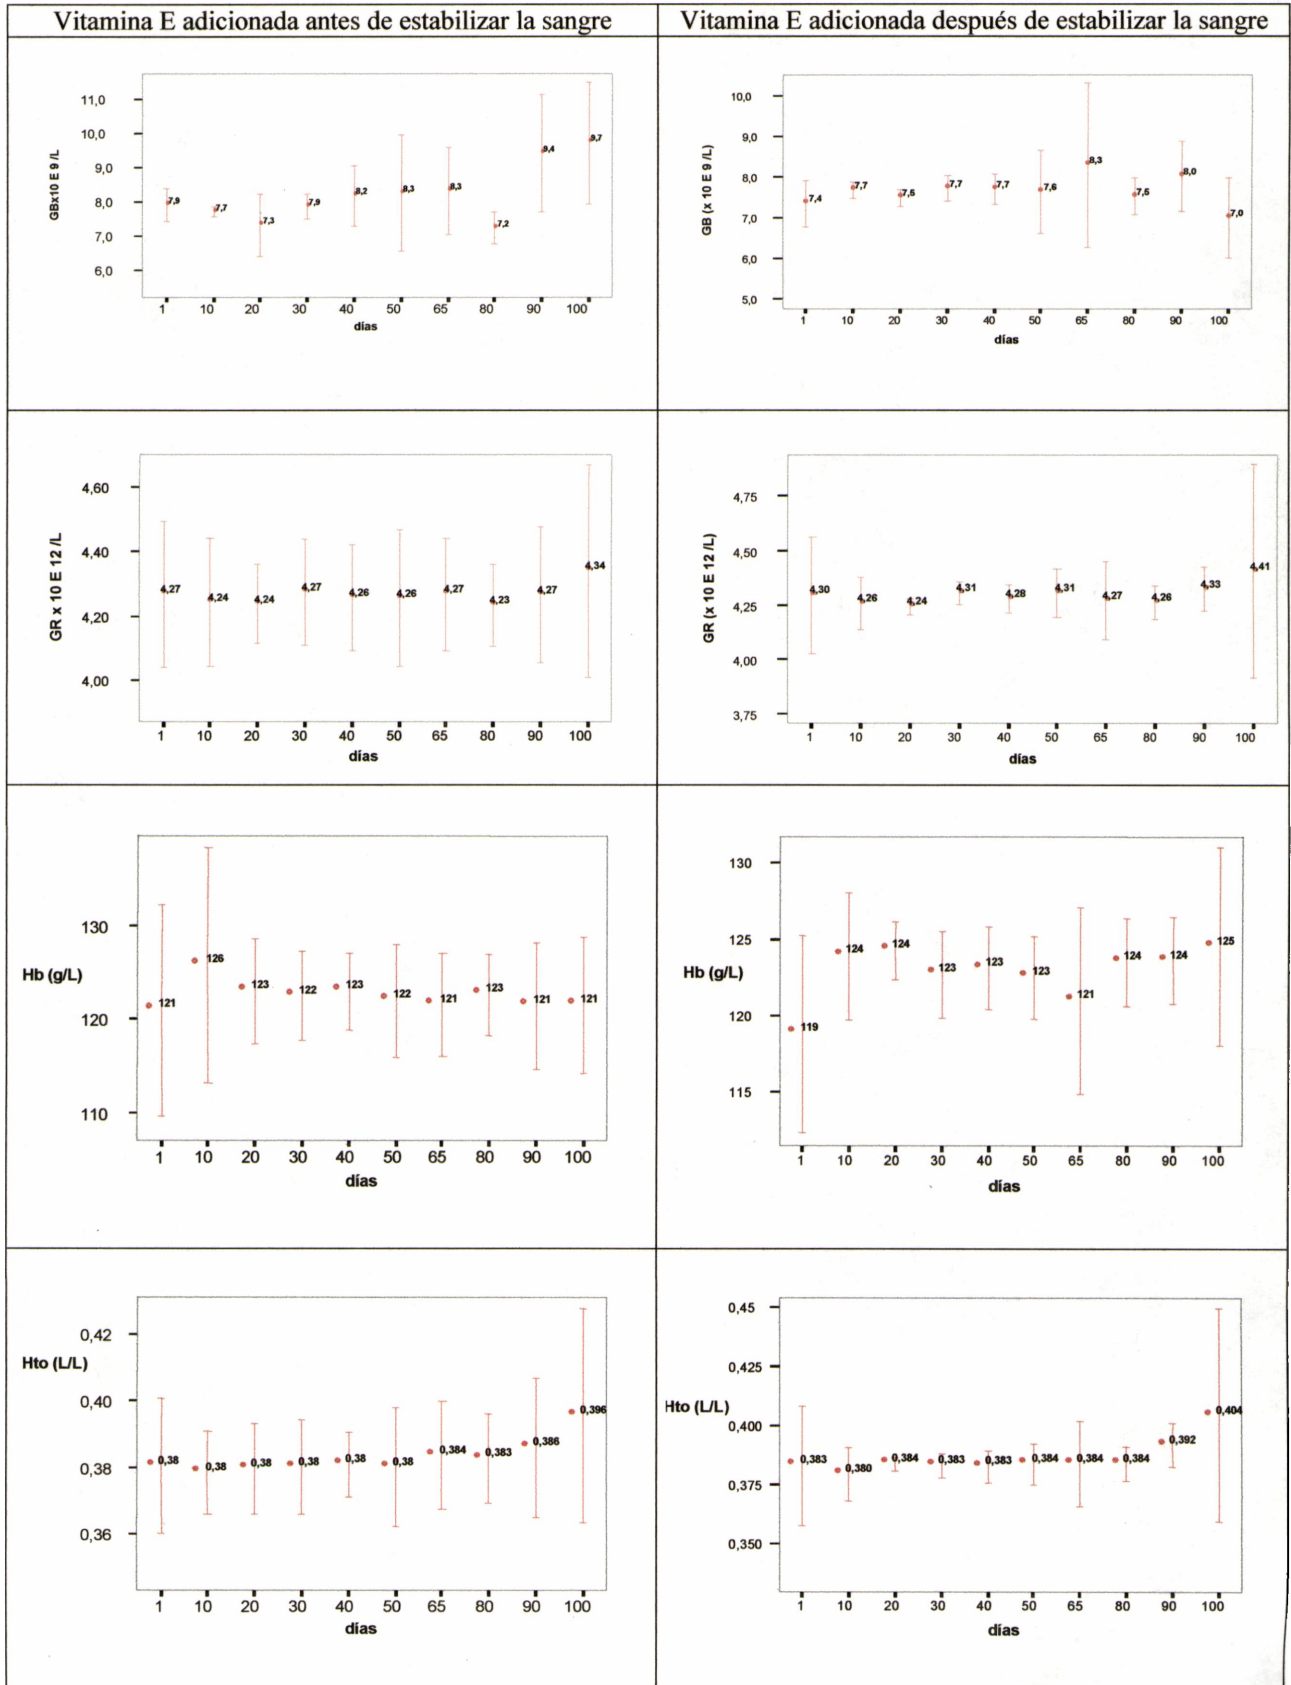 Vitamina E adicionada antes de estabilizar la sangre
Vitamina E adicionada después de estabilizar la sangre
GBx10 E 9 /L
11,0
10,0
9,0
8,0
7,0
6,0
7,9 7,7 7,3 7,9 8,2 8,3 8,3 7,2 9,4 9,7
1 10 20 30 40 50 65 80 90 100
días
GB (x 10 E 9 /L)
10,0
9,0
8,0
7,0
6,0
5,0
7,4 7,7 7,5 7,7 7,7 7,6 8,3 7,5 8,0 7,0
1 10 20 30 40 50 65 80 90 100
días
GR x 10 E 12 /L
4,60
4,40
4,20
4,00
4,27 4,24 4,24 4,27 4,26 4,26 4,27 4,23 4,27 4,34
1 10 20 30 40 50 65 80 90 100
días
GR (x 10 E 12 /L)
4,75
4,50
4,25
4,00
3,75
4,30 4,26 4,24 4,31 4,28 4,31 4,27 4,26 4,33 4,41
1 10 20 30 40 50 65 80 90 100
días
Hb (g/L)
130
120
110
121 126 123 122 123 122 121 123 121 121
1 10 20 30 40 50 65 80 90 100
días
Hb (g/L)
130
125
120
115
119 124 124 123 123 123 121 124 124 125
1 10 20 30 40 50 65 80 90 100
días
Hto (L/L)
0,42
0,40
0,38
0,36
0,38 0,38 0,38 0,38 0,38 0,38 0,384 0,383 0,386 0,396
1 10 20 30 40 50 65 80 90 100
días
Hto (L/L)
0,45
0,425
0,400
0,375
0,350
0,383 0,380 0,384 0,383 0,383 0,384 0,384 0,384 0,392 0,404
1 10 20 30 40 50 65 80 90 100
días